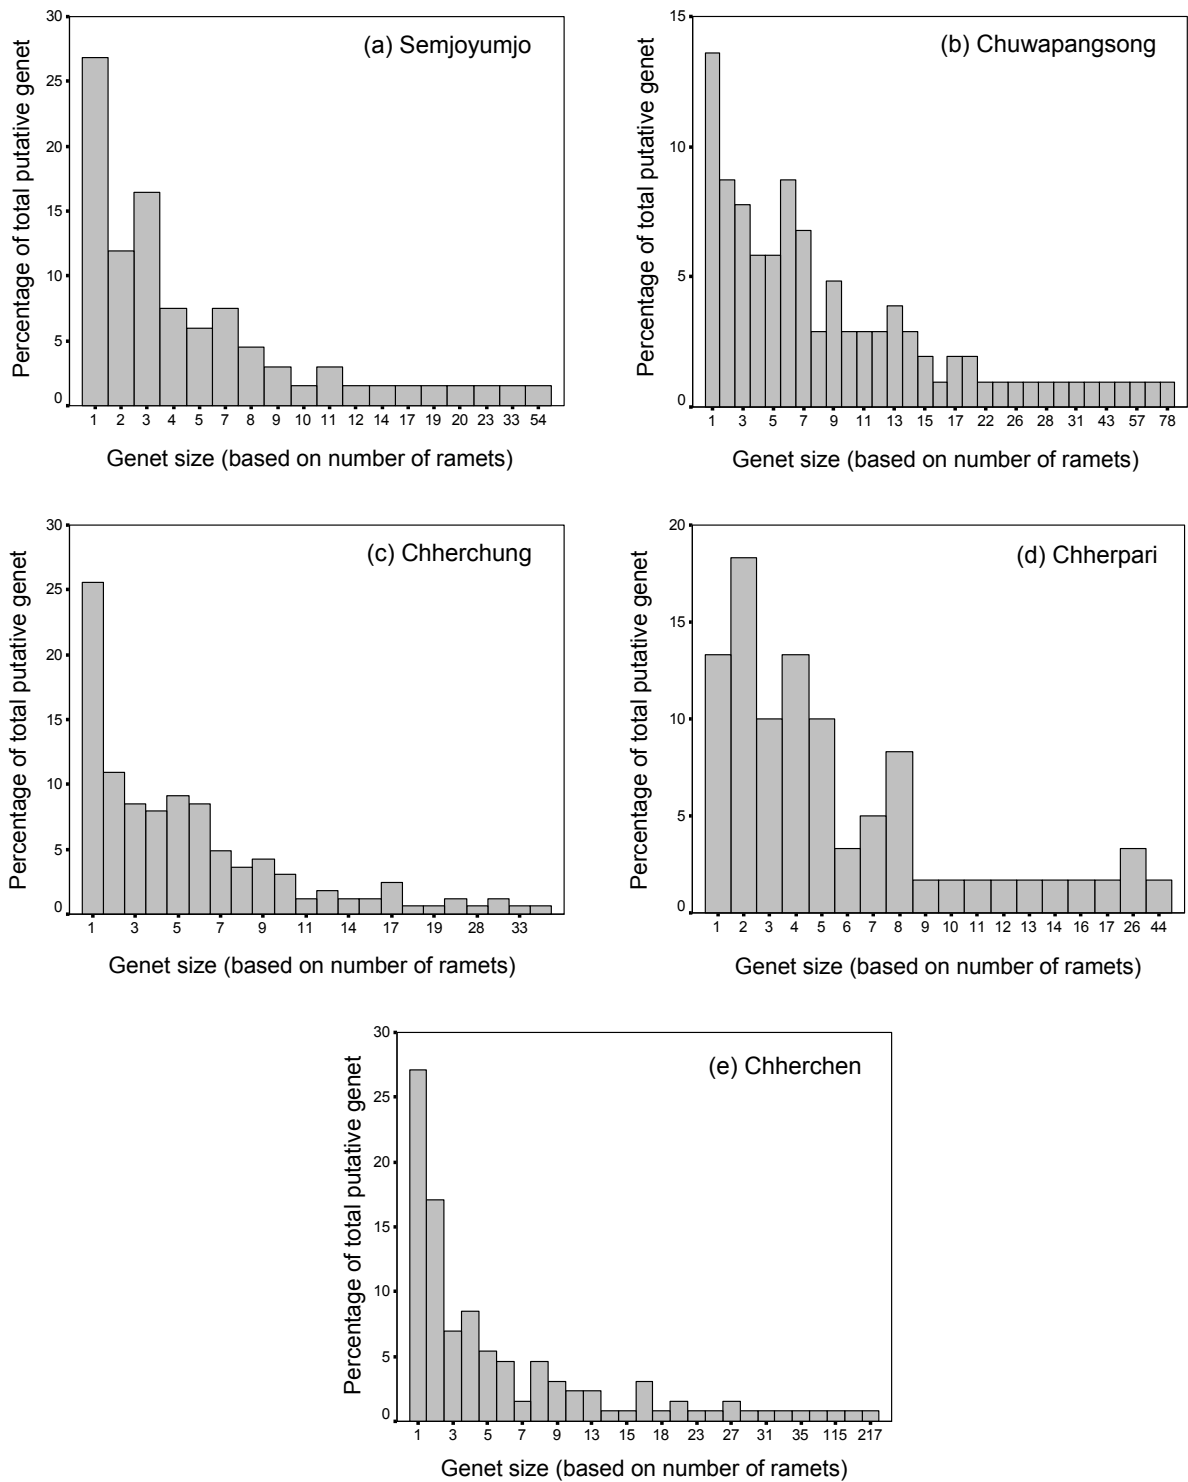 (a) Semjoyumjo
Percentage of total putative genet
30
25
20
15
10
5
0
1 2 3 4 5 7 8 9 10 11 12 14 17 19 20 23 33 54
Genet size (based on number of ramets)
(b) Chuwapangsong
Percentage of total putative genet
15
10
5
0
1 3 5 7 9 11 13 15 17 22 26 28 31 43 57 78
Genet size (based on number of ramets)
(c) Chherchung
Percentage of total putative genet
30
25
20
15
10
5
0
1 3 5 7 9 11 14 17 19 28 33
Genet size (based on number of ramets)
(d) Chherpari
Percentage of total putative genet
20
15
10
5
0
1 2 3 4 5 6 7 8 9 10 11 12 13 14 16 17 26 44
Genet size (based on number of ramets)
(e) Chherchen
Percentage of total putative genet
30
25
20
15
10
5
0
1 3 5 7 9 13 15 18 23 27 31 35 115 217
Genet size (based on number of ramets)